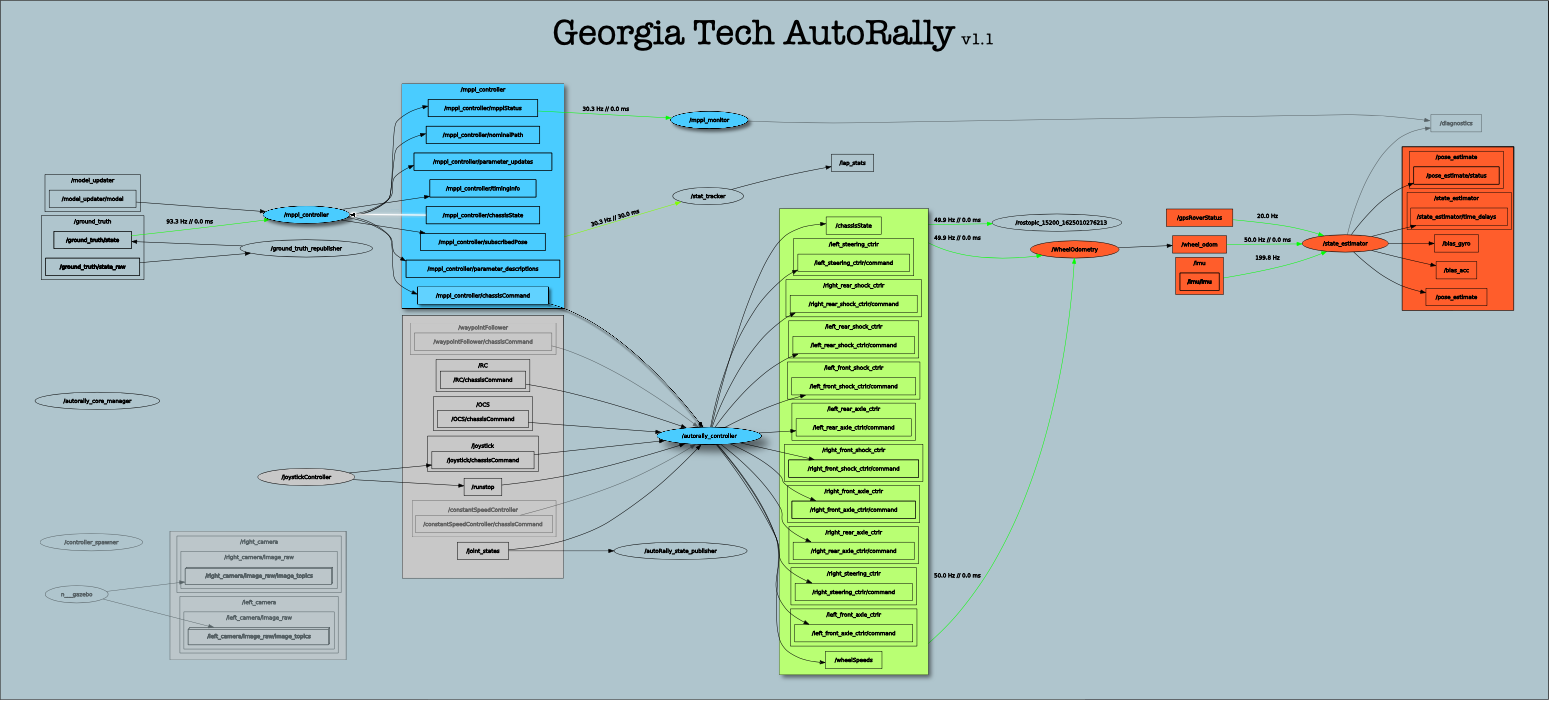 Georgia Tech AutoRally v1.1
/model_updater
/model_updater/model
/ground_truth
/ground_truth/state
/ground_truth/state_raw
93.3 Hz // 0.0 ms
/mppi_controller
/ground_truth_republisher
/mppi_controller
/mppi_controller/mppiStatus
/mppi_controller/nominalPath
/mppi_controller/parameter_updates
/mppi_controller/timingInfo
/mppi_controller/chassisState
/mppi_controller/subscribedPose
/mppi_controller/parameter_descriptions
/mppi_controller/chassisCommand
30.3 Hz // 0.0 ms
/mppi_monitor
30.3 Hz // 30.0 ms
/stat_tracker
/lap_stats
/diagnostics
/waypointFollower
/waypointFollower/chassisCommand
/RC
/RC/chassisCommand
/OCS
/OCS/chassisCommand
/joystick
/joystick/chassisCommand
/runstop
/constantSpeedController
/constantSpeedController/chassisCommand
/joint_states
/autorally_core_manager
/joystickController
/controller_spawner
n__gazebo
/right_camera
/right_camera/image_raw
/right_camera/image_raw/image_topics
/left_camera
/left_camera/image_raw
/left_camera/image_raw/image_topics
/autorally_controller
/autoRally_state_publisher
/chassisState
/left_steering_ctrlr
/left_steering_ctrlr/command
/right_rear_shock_ctrlr
/right_rear_shock_ctrlr/command
/left_rear_shock_ctrlr
/left_rear_shock_ctrlr/command
/left_front_shock_ctrlr
/left_front_shock_ctrlr/command
/left_rear_axle_ctrlr
/left_rear_axle_ctrlr/command
/right_front_shock_ctrlr
/right_front_shock_ctrlr/command
/right_front_axle_ctrlr
/right_front_axle_ctrlr/command
/right_rear_axle_ctrlr
/right_rear_axle_ctrlr/command
/right_steering_ctrlr
/right_steering_ctrlr/command
/left_front_axle_ctrlr
/left_front_axle_ctrlr/command
/wheelSpeeds
49.9 Hz // 0.0 ms
49.9 Hz // 0.0 ms
50.0 Hz // 0.0 ms
/rostopic_15200_1625010276213
/WheelOdometry
/gpsRoverStatus
/wheel_odom
/imu
/imu/imu
20.0 Hz
50.0 Hz // 0.0 ms
199.8 Hz
/state_estimator
/pose_estimate
/pose_estimate/status
/state_estimator
/state_estimator/time_delays
/bias_gyro
/bias_acc
/pose_estimate